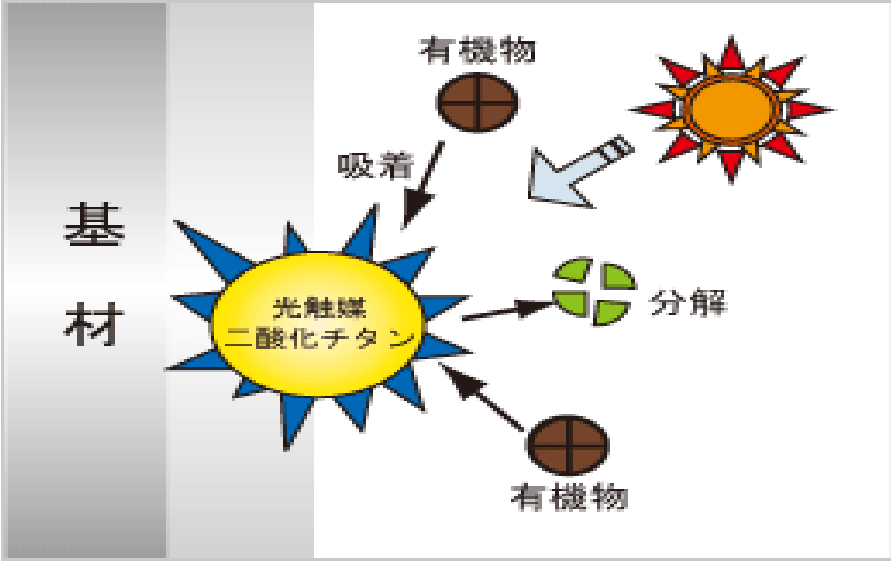 有機物
吸着
基
材
光触媒
二酸化チタン
分解
有機物